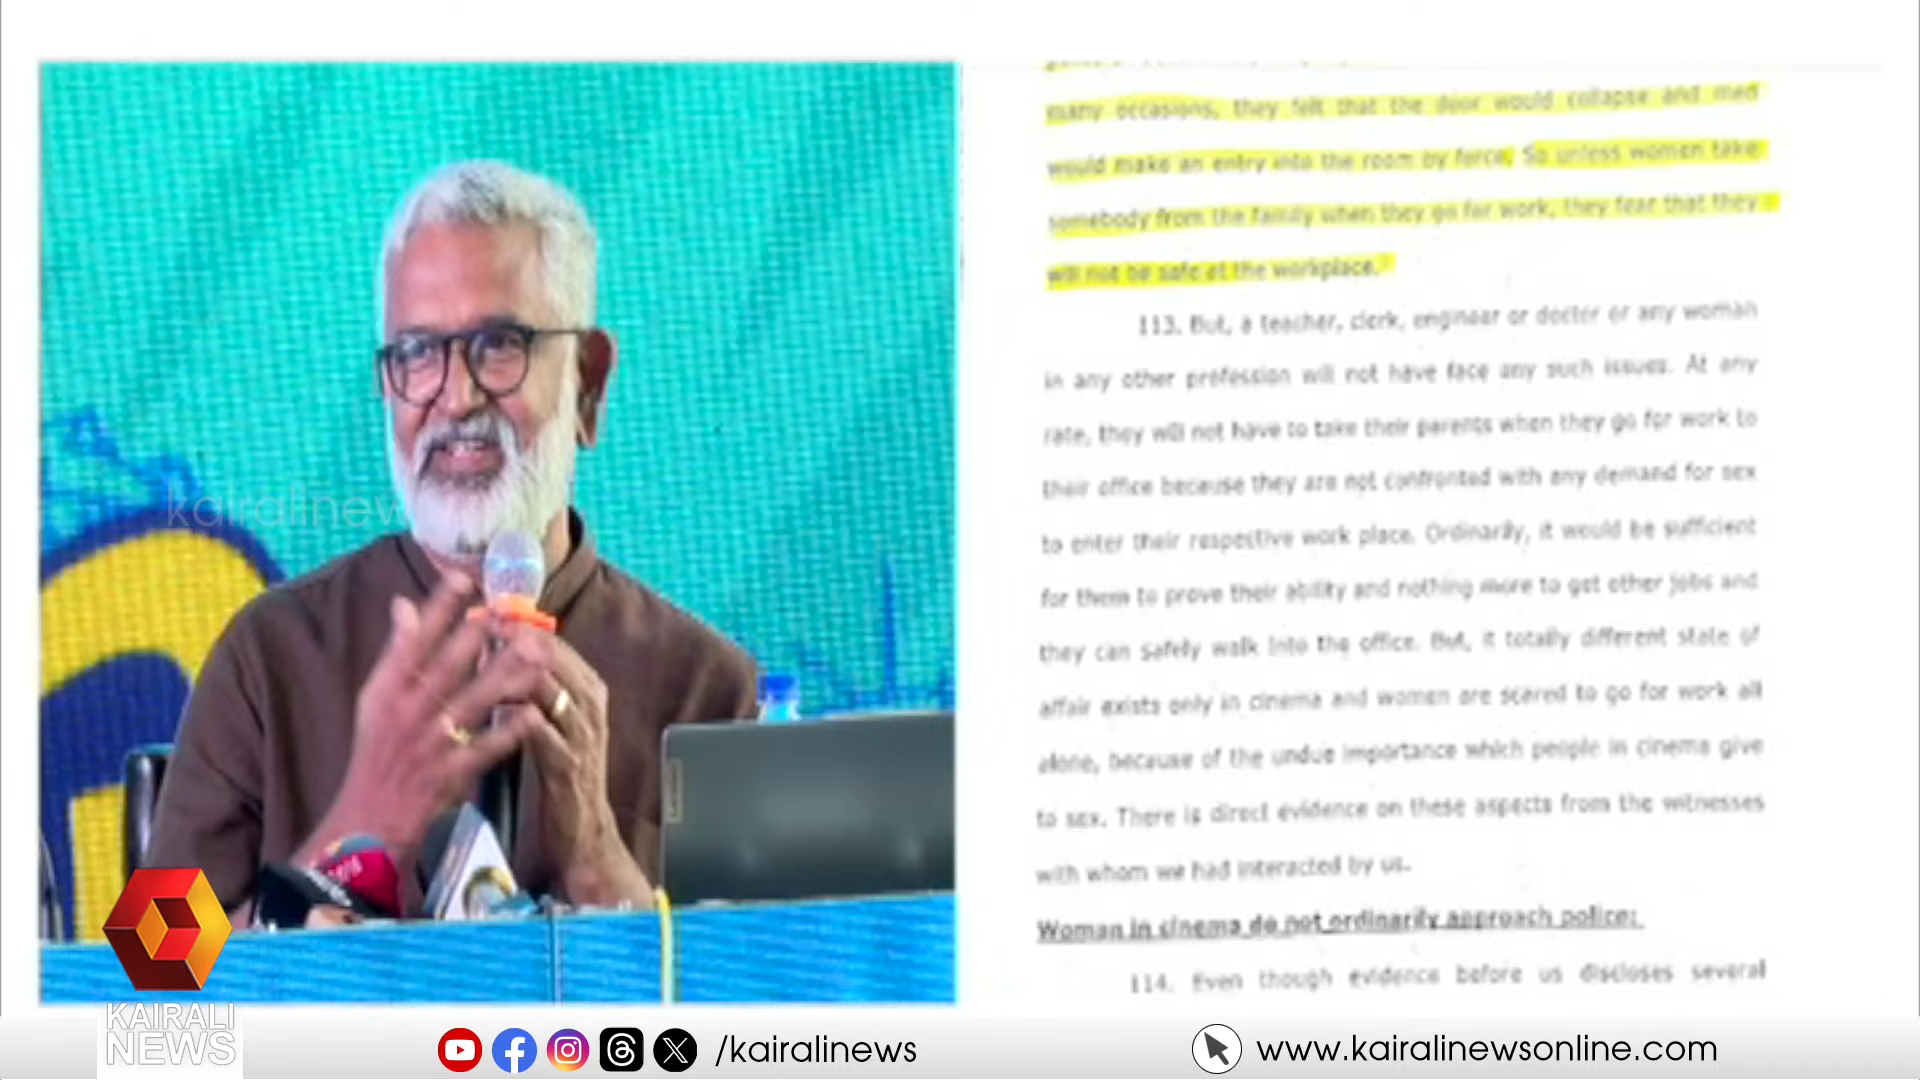 kairalinew
many occasions, they felt that the door would collapse and men
would make an entry into the room by force. So unless women take
somebody from the family when they go for work, they fear that they
will not be safe at the workplace."
113. But, a teacher, clerk, engineer or doctor or any woman
in any other profession will not have face any such issues. At any
rate, they will not have to take their parents when they go for work to
their office because they are not confronted with any demand for sex
to enter their respective work place. Ordinarily, it would be sufficient
for them to prove their ability and nothing more to get other jobs and
they can safely walk into the office. But, it totally different state of
affair exists only in cinema and women are scared to go for work all
alone, because of the undue importance which people in cinema give
to sex. There is direct evidence on these aspects from the witnesses
with whom we had interacted by us.
Woman in cinema do not ordinarily approach police:
114. Even though evidence before us discloses several
KAIRALI
NEWS
/kairalinews
www.kairalinewsonline.com